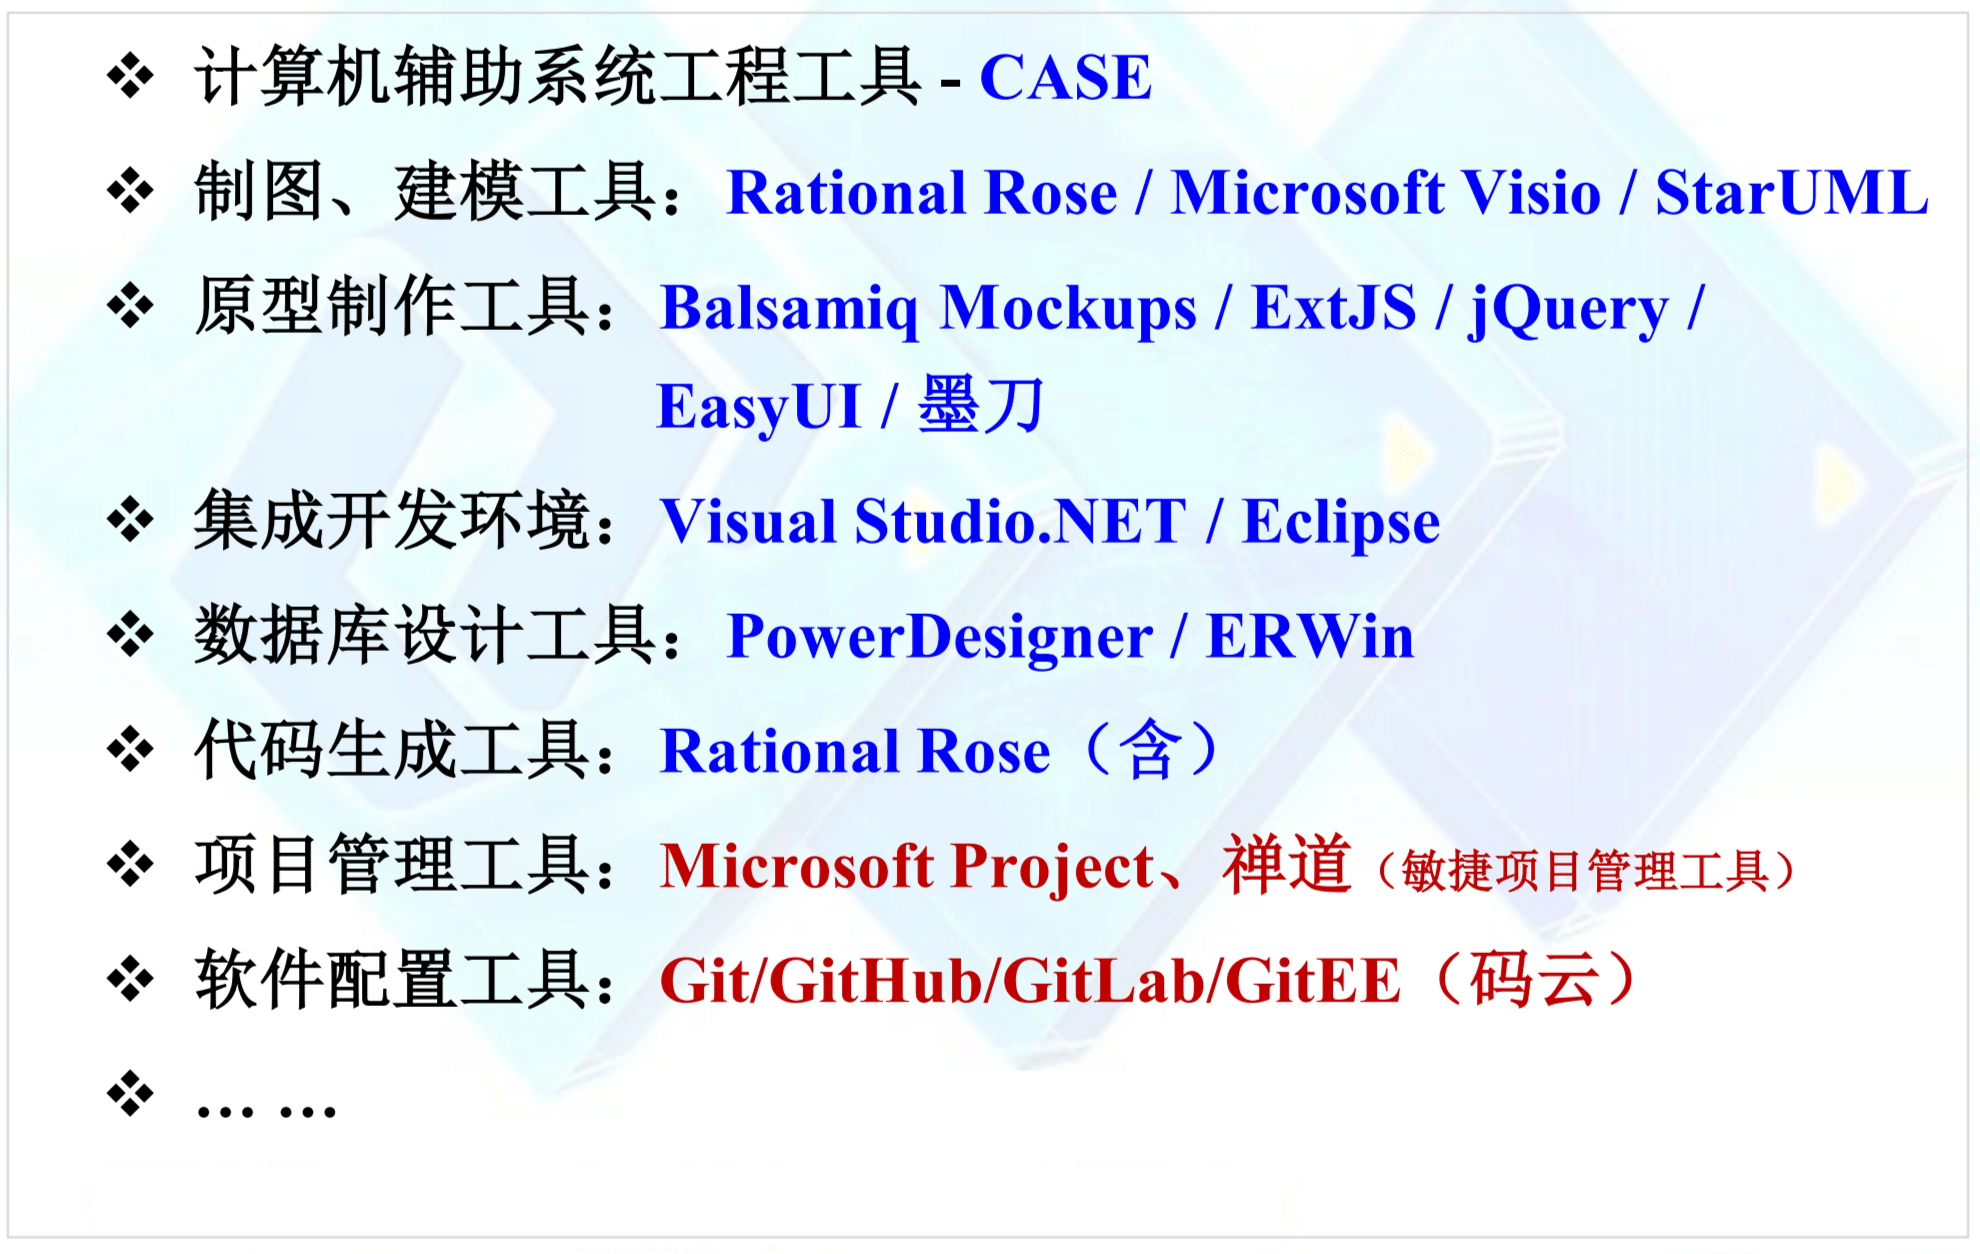 ❖ 计算机辅助系统工程工具 - CASE
❖ 制图、建模工具：Rational Rose / Microsoft Visio / StarUML
❖ 原型制作工具：Balsamiq Mockups / ExtJS / jQuery /
EasyUI / 墨刀
❖ 集成开发环境：Visual Studio.NET / Eclipse
❖ 数据库设计工具：PowerDesigner / ERWin
❖ 代码生成工具：Rational Rose（含）
❖ 项目管理工具：Microsoft Project、禅道（敏捷项目管理工具）
❖ 软件配置工具：Git/GitHub/GitLab/GitEE（码云）
❖ … …